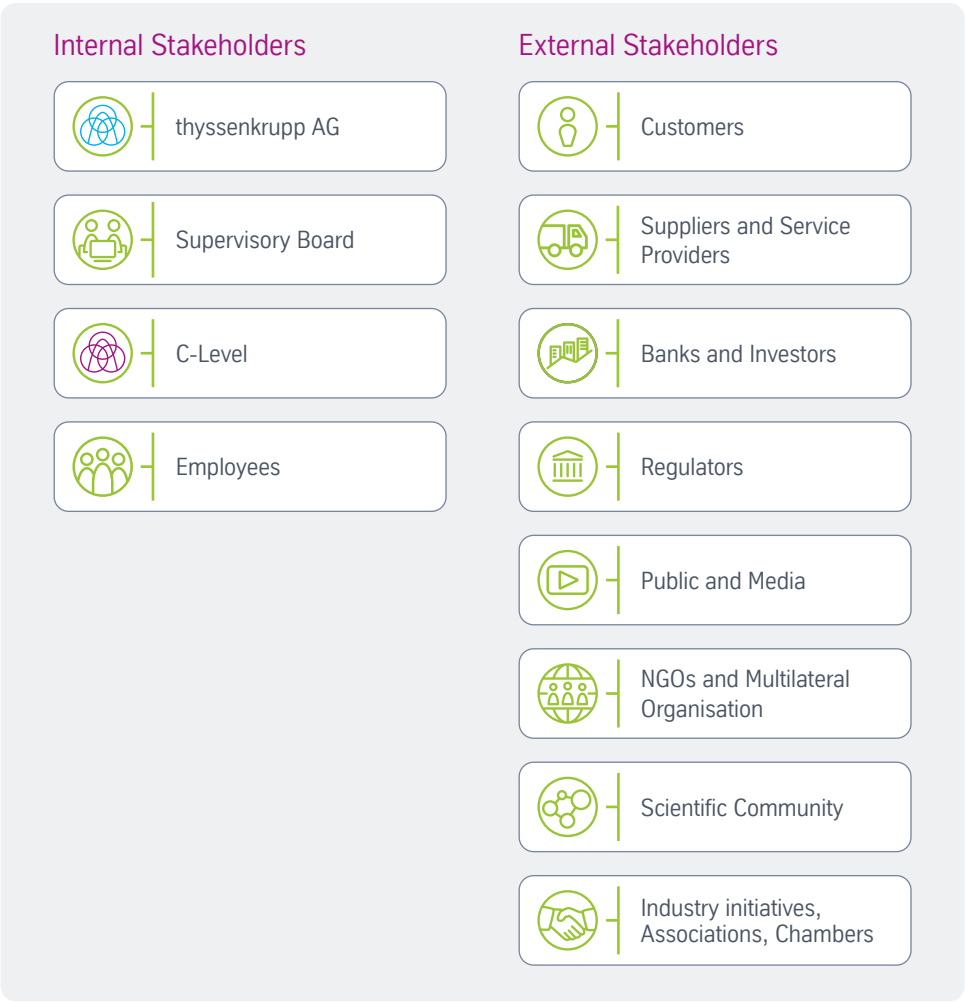 Internal Stakeholders
thyssenkrupp AG
Supervisory Board
C-Level
Employees
External Stakeholders
Customers
Suppliers and Service
Providers
Banks and Investors
Regulators
Public and Media
NGOs and Multilateral
Organisation
Scientific Community
Industry initiatives,
Associations, Chambers